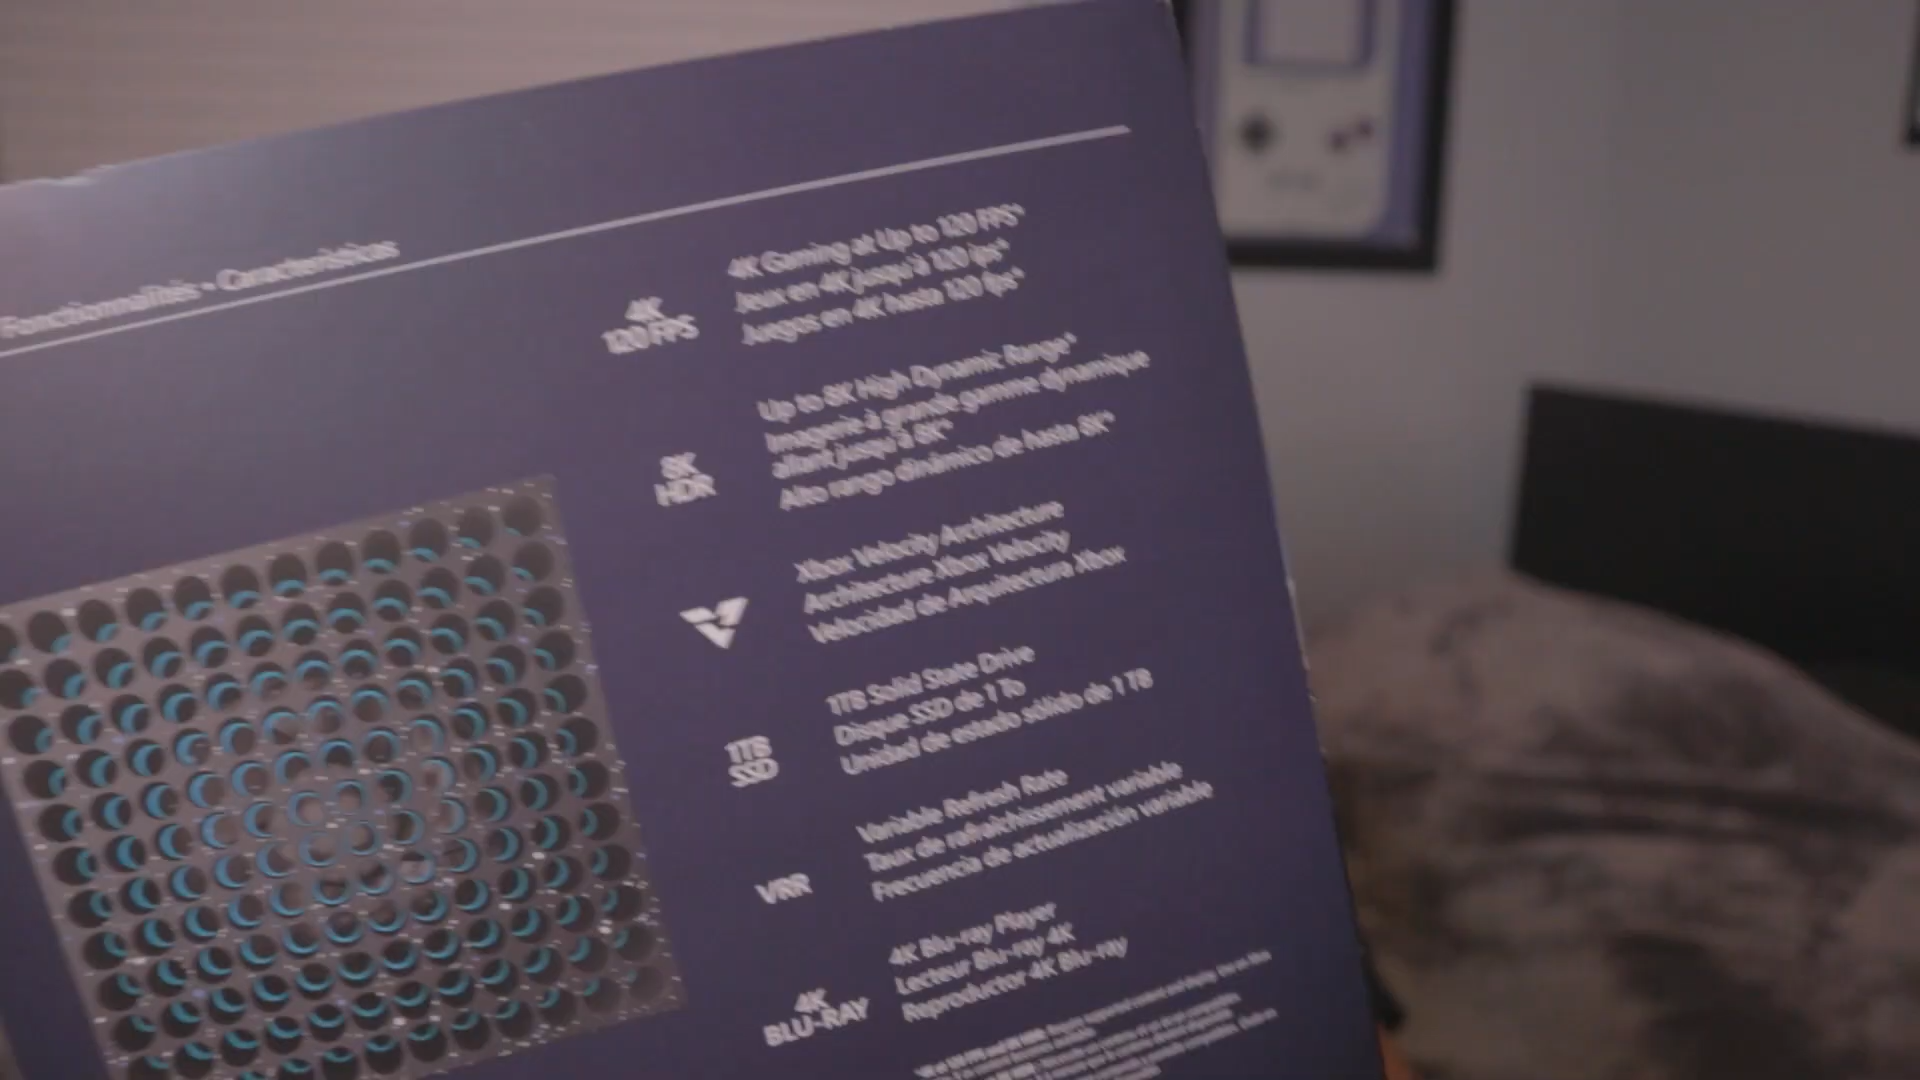 Fonctionnalités • Características
4K
120 FPS
4K Gaming at Up to 120 FPS*
Jeux en 4K jusqu'à 120 ips*
Juegos en 4K hasta 120 fps*
8K
HDR
Up to 8K High Dynamic Range*
Imagerie à grande gamme dynamique
allant jusqu'à 8K*
Alto rango dinámico de hasta 8K*
Xbox Velocity Architecture
Architecture Xbox Velocity
Velocidad de Arquitectura Xbox
1TB
SSD
1TB Solid State Drive
Disque SSD de 1 To
Unidad de estado sólido de 1 TB
VRR
Variable Refresh Rate
Taux de rafraîchissement variable
Frecuencia de actualización variable
4K
BLU-RAY
4K Blu-ray Player
Lecteur Blu-ray 4K
Reproductor 4K Blu-ray